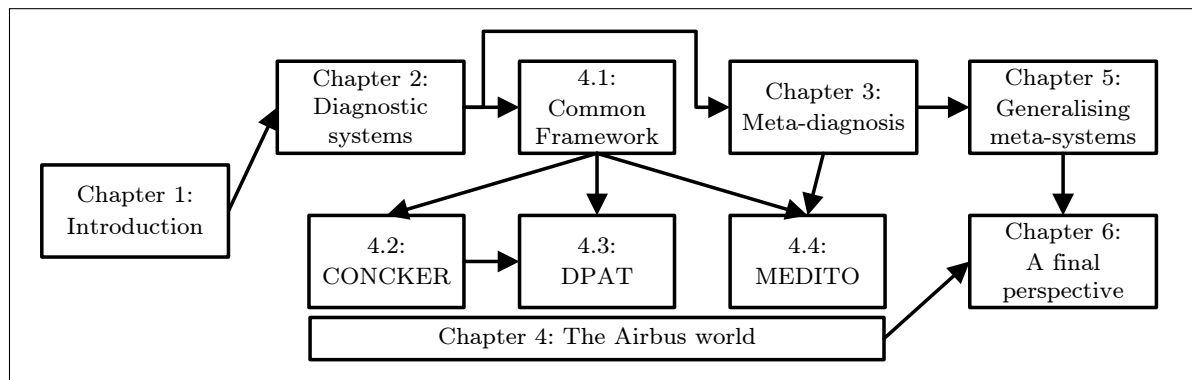 Chapter 2:
Diagnostic
systems
4.1:
Common
Framework
Chapter 3:
Meta-diagnosis
Chapter 5:
Generalising
meta-systems
Chapter 1:
Introduction
4.2:
CONCKER
4.3:
DPAT
4.4:
MEDITO
Chapter 6:
A final
perspective
Chapter 4: The Airbus world